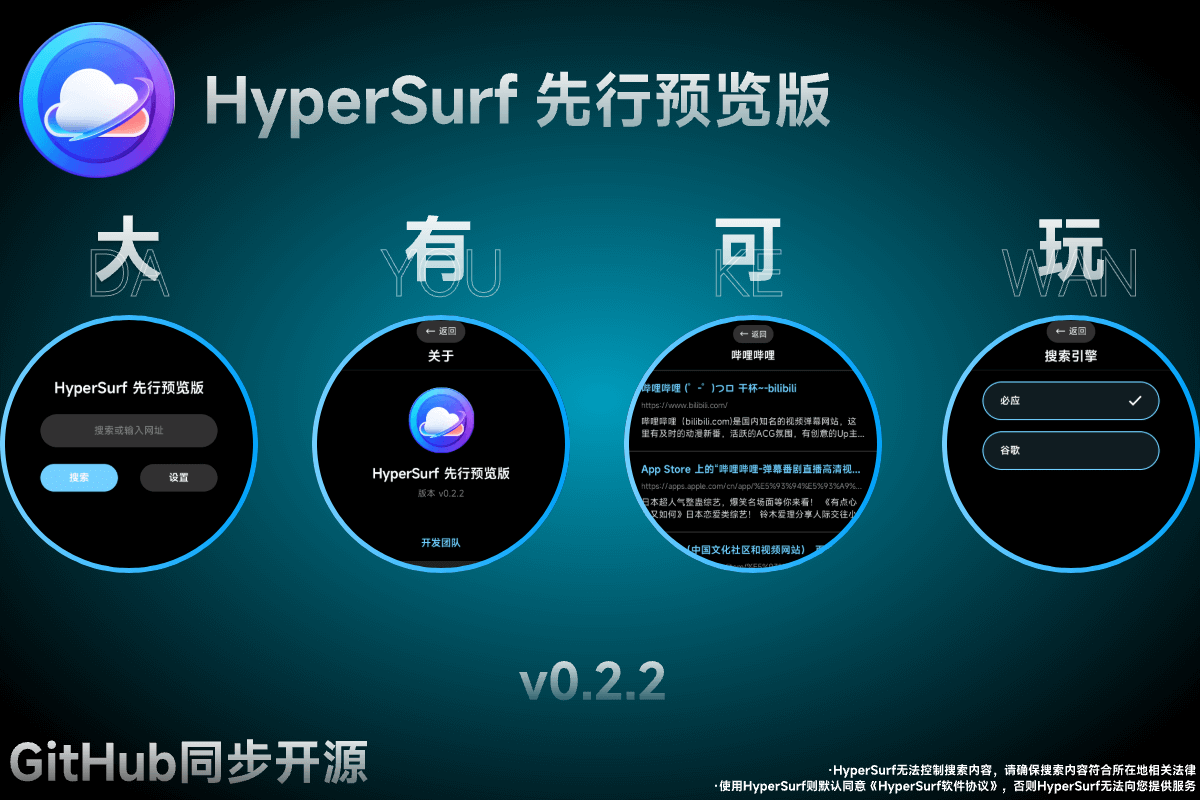 HyperSurf 先行预览版
大 有 可 玩
DA YOU KE WAN
HyperSurf 先行预览版
搜索或输入网址
搜索 设置
← 返回
关于
HyperSurf 先行预览版
版本 v0.2.2
开发团队
← 返回
哔哩哔哩
哔哩哔哩 (゜-゜)つロ 干杯~-bilibili
https://www.bilibili.com/
哔哩哔哩（bilibili.com)是国内知名的视频弹幕网站，这
里有及时的动漫新番，活跃的ACG氛围，有创意的Up主...
App Store 上的"哔哩哔哩-弹幕番剧直播高清视...
https://apps.apple.com/cn/app/%E5%93%94%E5%93%A9%...
日本超人气整蛊综艺，爆笑名场面等你来看！《有点心
又如何》日本恋爱类综艺！ 铃木爱理分享人际交往小
(中国文化社区和视频网站)
← 返回
搜索引擎
必应
谷歌
v0.2.2
GitHub同步开源
·HyperSurf无法控制搜索内容，请确保搜索内容符合所在地相关法律
·使用HyperSurf则默认同意《HyperSurf软件协议》，否则HyperSurf无法向您提供服务